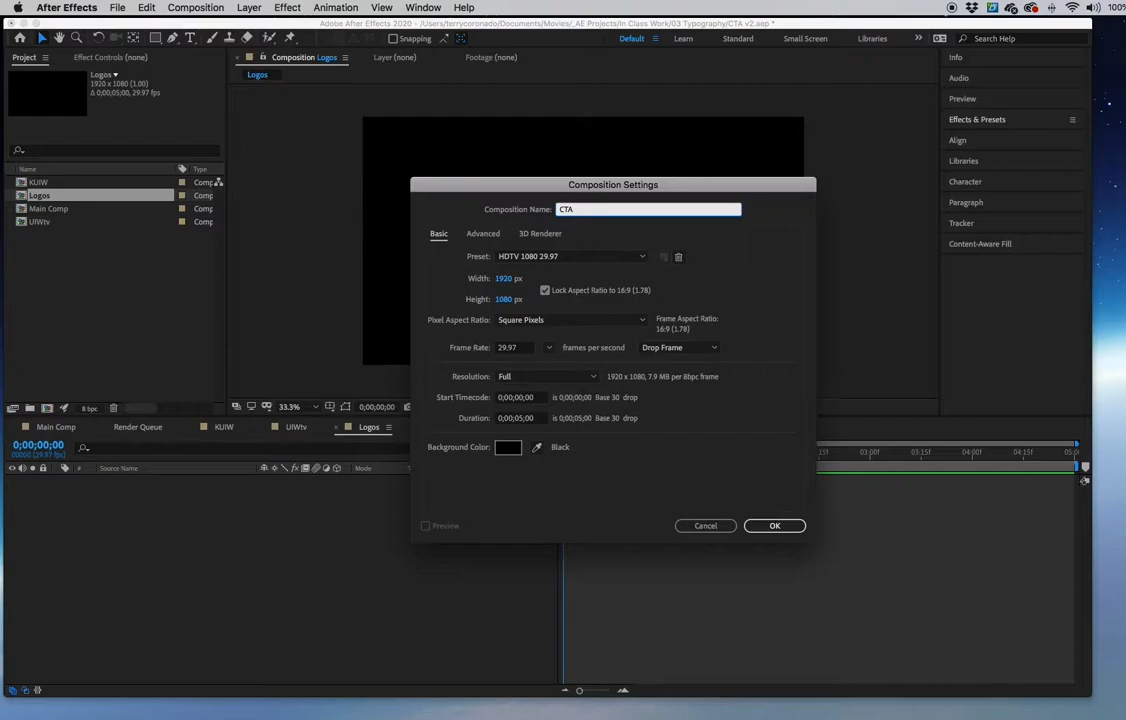 After Effects File Edit Composition Layer Effect Animation View Window Help 100%
Adobe After Effects 2020 - /Users/terrycoronado/Documents/Movies/_AE Projects/In Class Work/03 Typography/CTA v2.aep *
Snapping Default Learn Standard Small Screen Libraries Search Help
Project Effect Controls (none) Composition Logos Layer (none) Footage (none) Info
Logos
1920 x 1080 (1.00)
Δ 0;00;05;00, 29.97 fps
Logos
Audio
Preview
Effects & Presets
Align
Libraries
Character
Paragraph
Tracker
Content-Aware Fill
Name Type
KUIW Comp
Logos Comp
Main Comp Comp
UIWtv Comp
Composition Settings
Composition Name: CTA
Basic Advanced 3D Renderer
Preset: HDTV 1080 29.97
Width: 1920 px
Lock Aspect Ratio to 16:9 (1.78)
Height: 1080 px
Pixel Aspect Ratio: Square Pixels Frame Aspect Ratio:
16:9 (1.78)
Frame Rate: 29.97 frames per second Drop Frame
Resolution: Full 1920 x 1080, 7.9 MB per 8bpc frame
Start Timecode: 0;00;00;00 is 0;00;00;00 Base 30 drop
Duration: 0;00;05;00 is 0;00;05;00 Base 30 drop
Background Color: Black
Preview Cancel OK
8 bpc 33.3% 0;00;00;00
Main Comp Render Queue KUIW UIWtv Logos
0;00;00;00
00000 (29.97 fps)
Source Name Mode
:15f 03:00f 03:15f 04:00f 04:15f 05:0